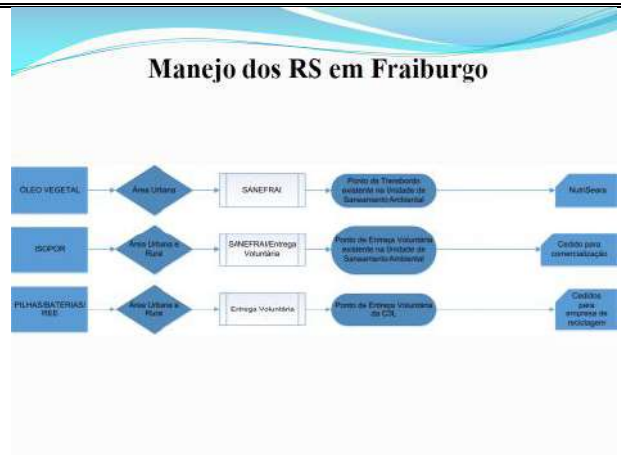 Manejo dos RS em Fraiburgo
ÓLEO VEGETAL
Área Urbana
SANEFRAI
Ponto de Transbordo
existente na Unidade de
Saneamento Ambiental
NutriSeara
ISOPOR
Área Urbana e
Rural
SANEFRAI/Entrega
Voluntária
Ponto de Entrega Voluntária
existente na Unidade de
Saneamento Ambiental
Cedido para
comercialização
PILHAS/BATERIAS/
REE
Área Urbana e
Rural
Entrega Voluntária
Ponto de Entrega Voluntária
da CDL
Cedidos
para
empresa de
reciclagem